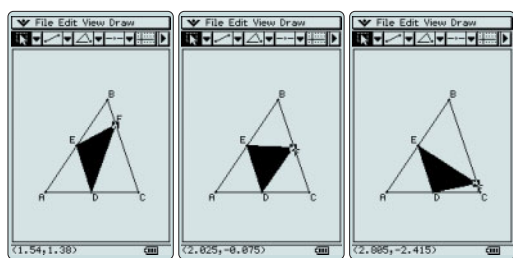 File Edit View Draw
B
F
E
A
D
C
(1.54,1.38)
File Edit View Draw
B
E
A
D
C
(2.025,-0.075)
File Edit View Draw
B
E
A
D
C
(2.805,-2.415)